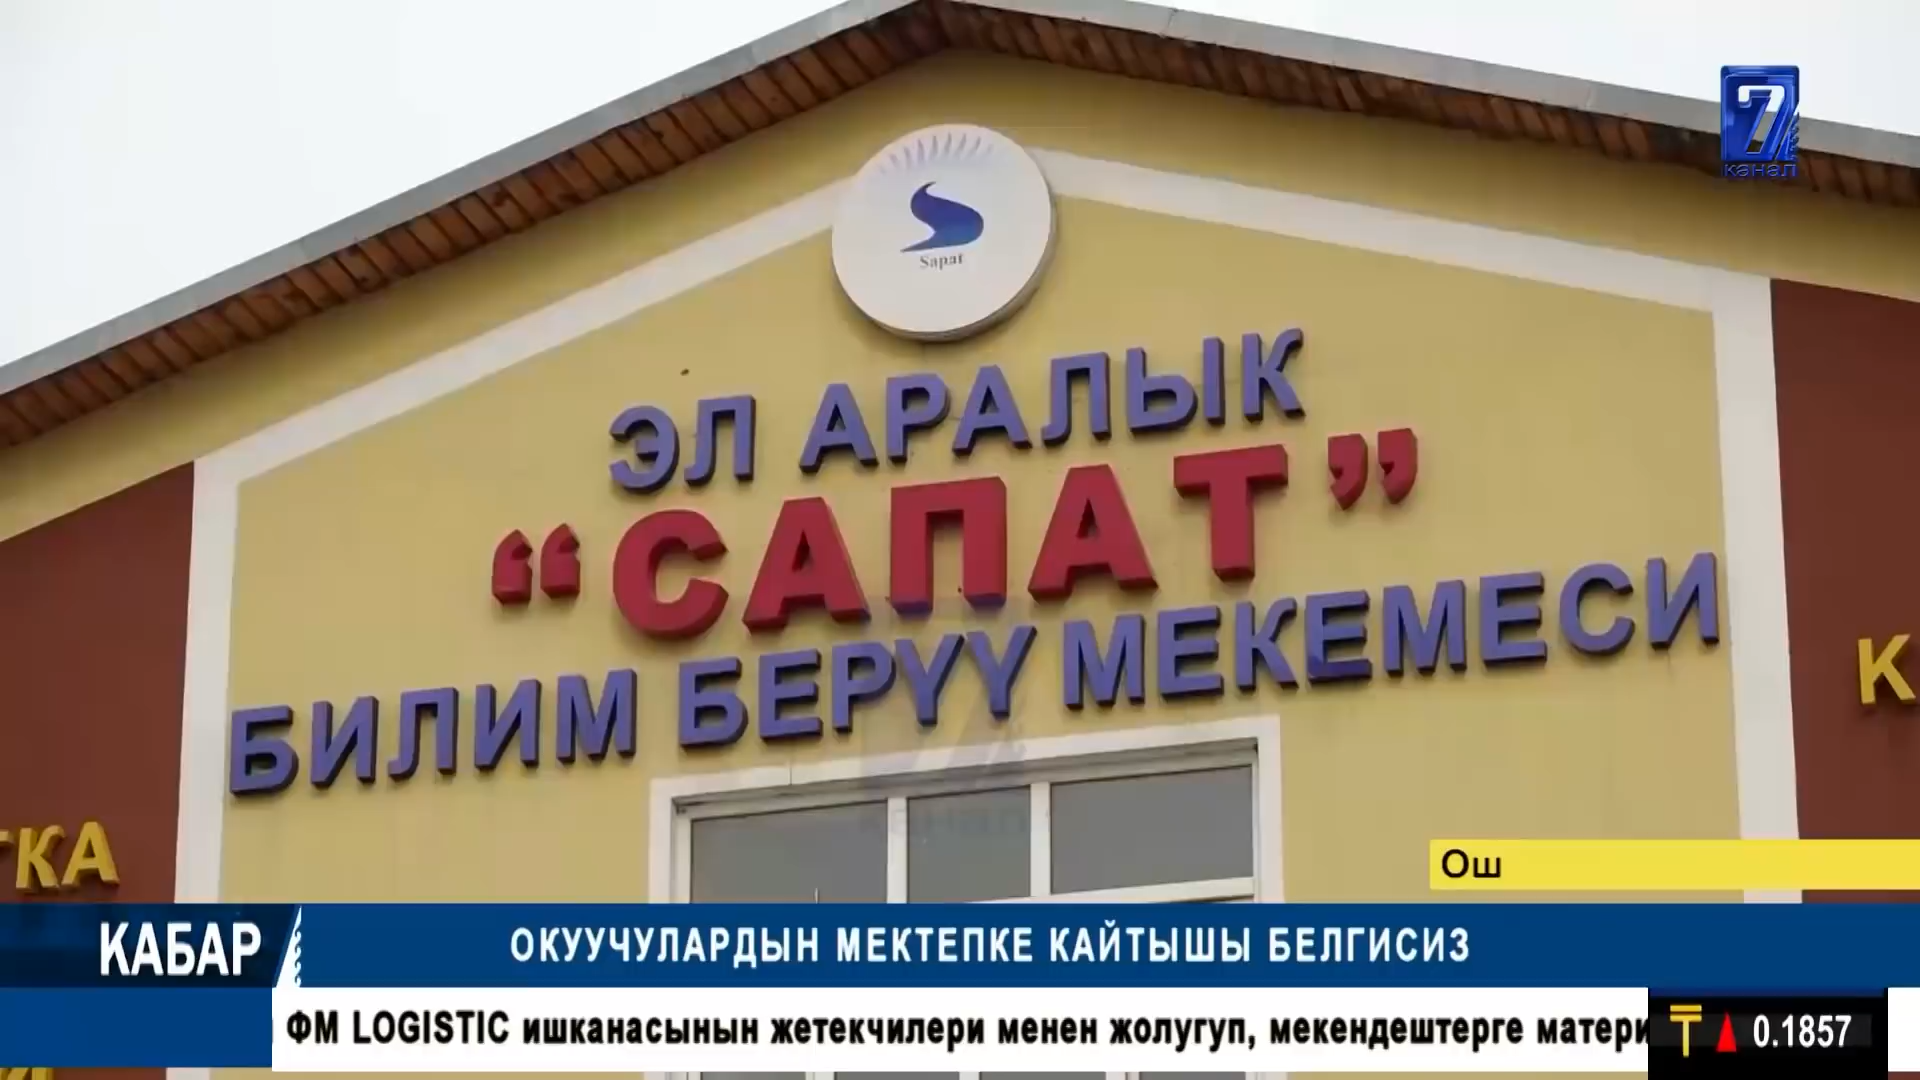 7
канал
Sapat
ЭЛ АРАЛЫК
“САПАТ”
БИЛИМ БЕРҮҮ МЕКЕМЕСИ
Ош
КАБАР
ОКУУЧУЛАРДЫН МЕКТЕПКЕ КАЙТЫШЫ БЕЛГИСИЗ
ФМ LOGISTIC ишканасынын жетекчилери менен жолугуп, мекендештерге матери
₸ ▲ 0.1857